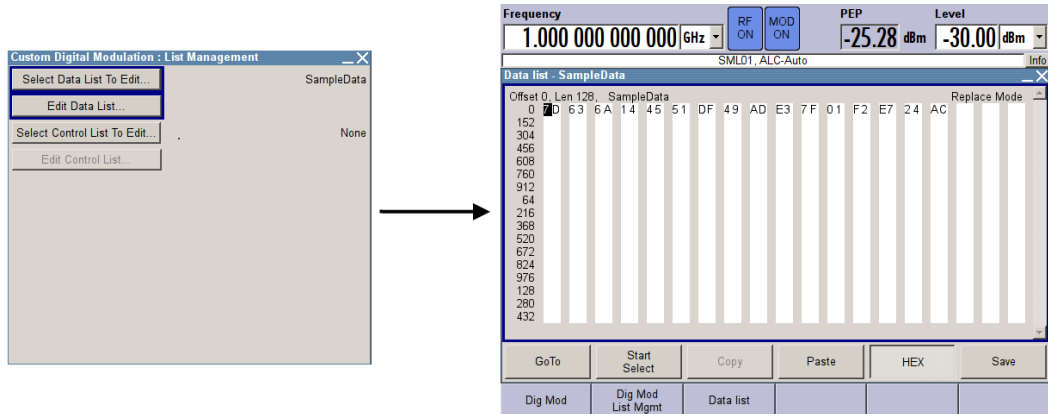 Custom Digital Modulation : List Management
Select Data List To Edit... SampleData
Edit Data List...
Select Control List To Edit... . None
Edit Control List...
Frequency PEP Level
1.000 000 000 000 GHz RF ON MOD ON -25.28 dBm -30.00 dBm
SML01, ALC-Auto Info
Data list - SampleData
Offset 0, Len 128, SampleData Replace Mode
0 7D 63 6A 14 45 51 DF 49 AD E3 7F 01 F2 E7 24 AC
152
304
456
608
760
912
64
216
368
520
672
824
976
128
280
432
GoTo Start Select Copy Paste HEX Save
Dig Mod Dig Mod List Mgmt Data list